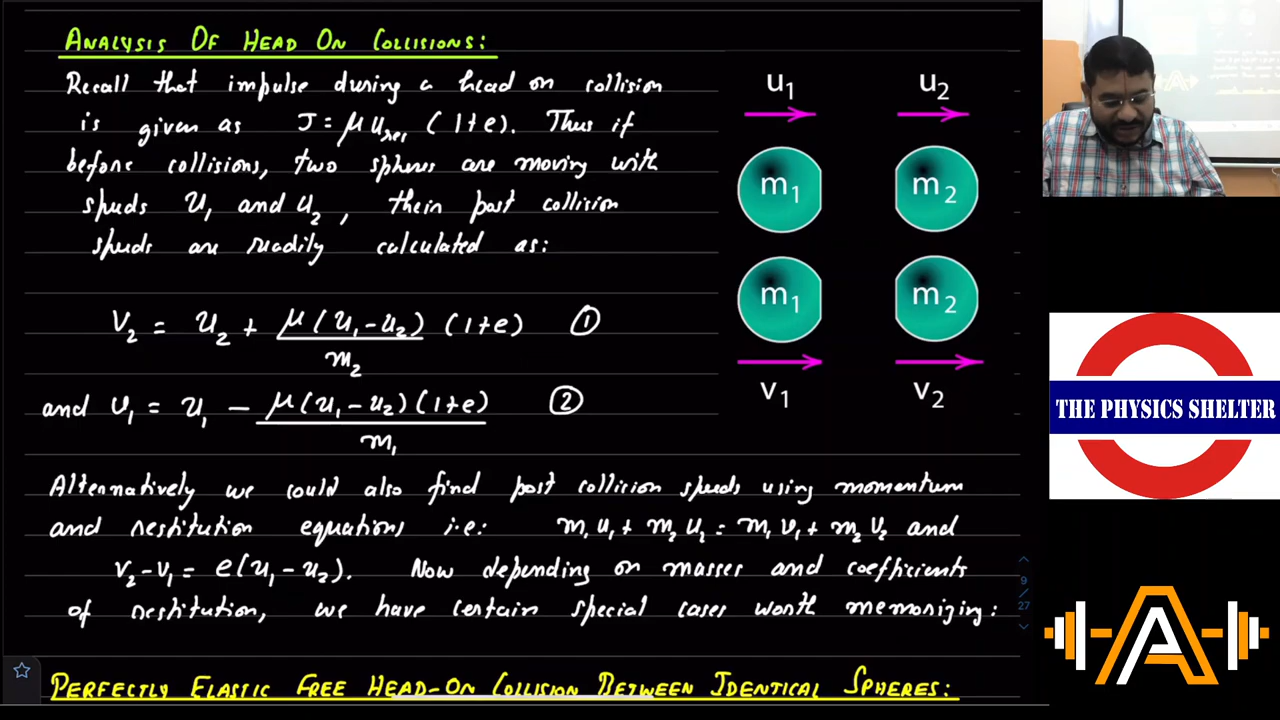 ANALYSIS OF HEAD ON COLLISIONS:
Recall that impulse during a head on collision
is given as J = μ u_rel (1+e). Thus if
before collisions, two spheres are moving with
speeds u₁ and u₂, their post collision
speeds are readily calculated as:
V₂ = u₂ + μ(u₁-u₂)/m₂ (1+e) ①
and v₁ = u₁ − μ(u₁-u₂)(1+e)/m₁ ②
Alternatively we could also find post collision speeds using momentum
and restitution equations i.e: m₁u₁ + m₂u₂ = m₁v₁ + m₂v₂ and
v₂-v₁ = e(u₁-u₂). Now depending on masses and coefficients
of restitution, we have certain special cases worth memorizing:
PERFECTLY ELASTIC FREE HEAD-ON COLLISION BETWEEN IDENTICAL SPHERES:
u₁ u₂
m₁ m₂
m₁ m₂
v₁ v₂
9
/
27
THE PHYSICS SHELTER
A